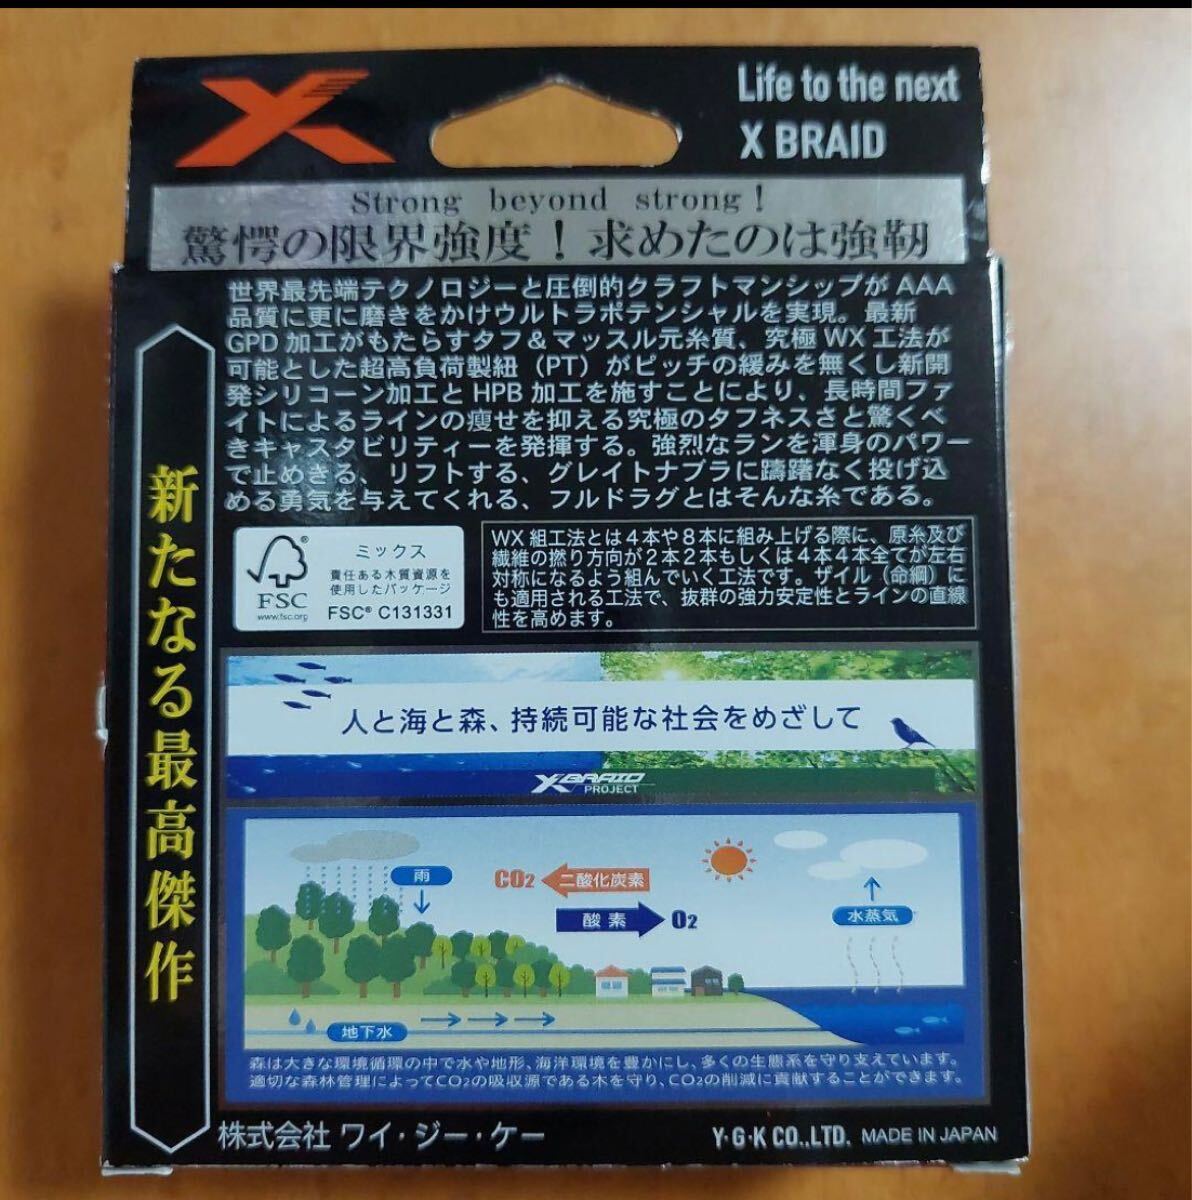 Life to the next
X BRAID
Strong beyond strong!
驚愕の限界強度！求めたのは強靭
世界最先端テクノロジーと圧倒的クラフトマンシップが AAA
品質に更に磨きをかけウルトラポテンシャルを実現。最新
GPD 加工がもたらすタフ＆マッスル元糸質、究極 WX 工法が
可能とした超高負荷製紐（PT）がピッチの緩みを無くし新開
発シリコーン加工と HPB 加工を施すことにより、長時間ファ
イトによるラインの痩せを抑える究極のタフネスさと驚くべ
きキャスタビリティーを発揮する。強烈なランを渾身のパワー
で止めきる、リフトする、グレイトナブラに躊躇なく投げ込
める勇気を与えてくれる、フルドラグとはそんな糸である。
新たなる最高傑作
FSC®
www.fsc.org
ミックス
責任ある木質資源を
使用したパッケージ
FSC® C131331
WX 組工法とは４本や８本に組み上げる際に、原糸及び
繊維の撚り方向が２本２本もしくは４本４本全てが左右
対称になるよう組んでいく工法です。ザイル（命綱）に
も適用される工法で、抜群の強力安定性とラインの直線
性を高めます。
人と海と森、持続可能な社会をめざして
X BRAID
PROJECT
雨
CO2 二酸化炭素
酸素 O2
水蒸気
地下水
森は大きな環境循環の中で水や地形、海洋環境を豊かにし、多くの生態系を守り支えています。
適切な森林管理によってCO2の吸収源である木を守り、CO2の削減に貢献することができます。
株式会社 ワイ・ジー・ケー
Y・G・K CO.,LTD. MADE IN JAPAN